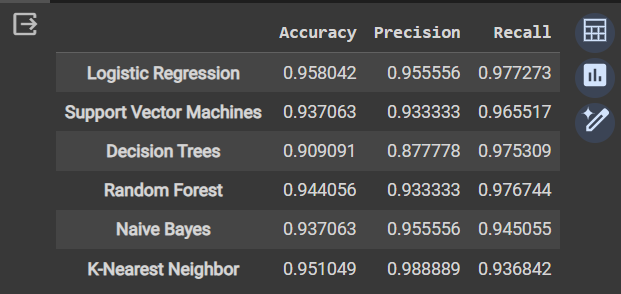 Accuracy Precision Recall
Logistic Regression 0.958042 0.955556 0.977273
Support Vector Machines 0.937063 0.933333 0.965517
Decision Trees 0.909091 0.877778 0.975309
Random Forest 0.944056 0.933333 0.976744
Naive Bayes 0.937063 0.955556 0.945055
K-Nearest Neighbor 0.951049 0.988889 0.936842